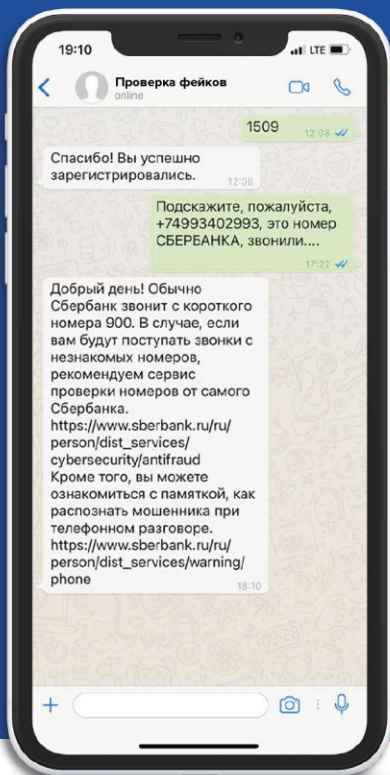 19:10
LTE
Проверка фейков
online
1509
12:08
Спасибо! Вы успешно
зарегистрировались.
12:08
Подскажите, пожалуйста,
+74993402993, это номер
СБЕРБАНКА, звонили....
17:22
Добрый день! Обычно
Сбербанк звонит с короткого
номера 900. В случае, если
вам будут поступать звонки с
незнакомых номеров,
рекомендуем сервис
проверки номеров от самого
Сбербанка.
https://www.sberbank.ru/ru/
person/dist_services/
cybersecurity/antifraud
Кроме того, вы можете
ознакомиться с памяткой, как
распознать мошенника при
телефонном разговоре.
https://www.sberbank.ru/ru/
person/dist_services/warning/
phone
18:10